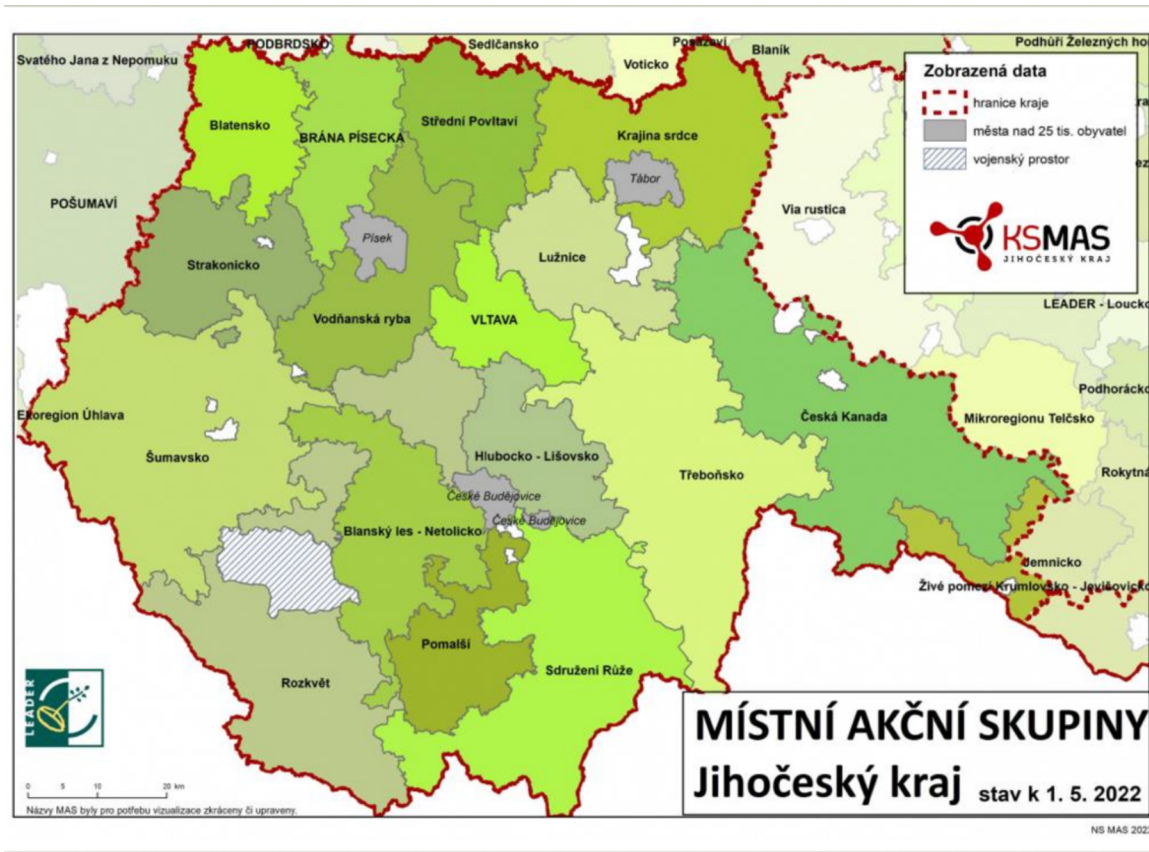 PODBRDSKO
Sedlčansko
Posázaví
Blaník
Podhůří Železných hor
Svatého Jana z Nepomuku
Voticko
Zobrazená data
hranice kraje
města nad 25 tis. obyvatel
vojenský prostor
KSMAS
JIHOČESKÝ KRAJ
Blatensko
BRÁNA PÍSECKÁ
Střední Povltaví
Krajina srdce
Tábor
POŠUMAVÍ
Via rustica
Písek
Strakonicko
Lužnice
LEADER - Loucko
Vodňanská ryba
VLTAVA
Podhorácko
Ekoregion Úhlava
Česká Kanada
Mikroregionu Telčsko
Šumavsko
Hlubocko - Lišovsko
Třeboňsko
Rokytná
České Budějovice
České Budějovice
Blanský les - Netolicko
Jemnicko
Živé pomezí Krumlovsko - Jevišovicko
Pomalší
Sdružení Růže
Rozkvět
LEADER
MÍSTNÍ AKČNÍ SKUPINY
Jihočeský kraj stav k 1. 5. 2022
0 5 10 20 km
Názvy MAS byly pro potřebu vizualizace zkráceny či upraveny.
NS MAS 2022